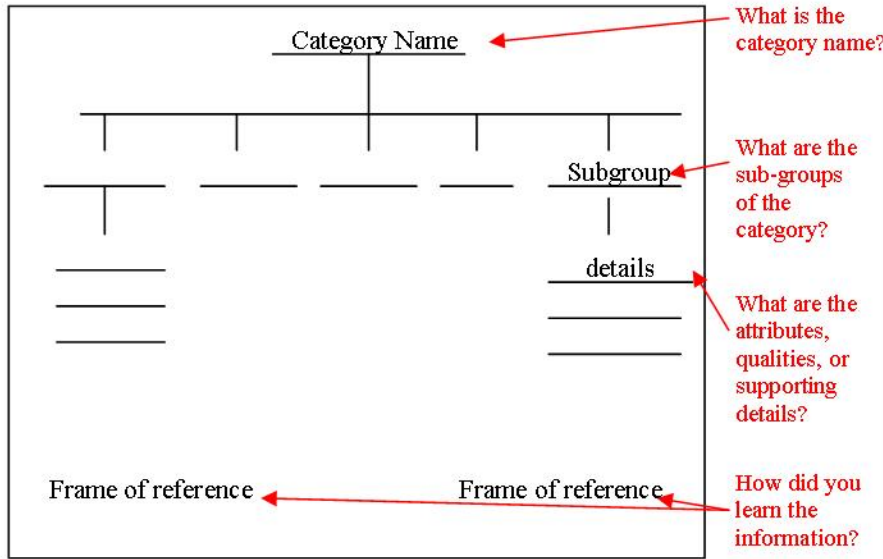 Category Name
What is the
category name?
Subgroup
What are the
sub-groups
of the
category?
details
What are the
attributes,
qualities, or
supporting
details?
Frame of reference
Frame of reference
How did you
learn the
information?